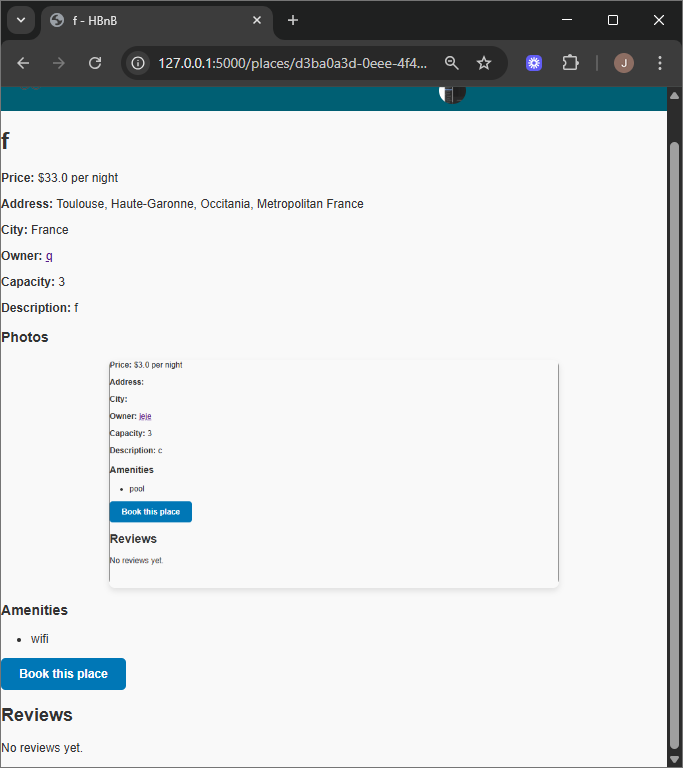 f - HBnB
127.0.0.1:5000/places/d3ba0a3d-0eee-4f4...
J
f
Price: $33.0 per night
Address: Toulouse, Haute-Garonne, Occitania, Metropolitan France
City: France
Owner: g
Capacity: 3
Description: f
Photos
Price: $3.0 per night
Address:
City:
Owner: jeje
Capacity: 3
Description: c
Amenities
• pool
Book this place
Reviews
No reviews yet.
Amenities
• wifi
Book this place
Reviews
No reviews yet.